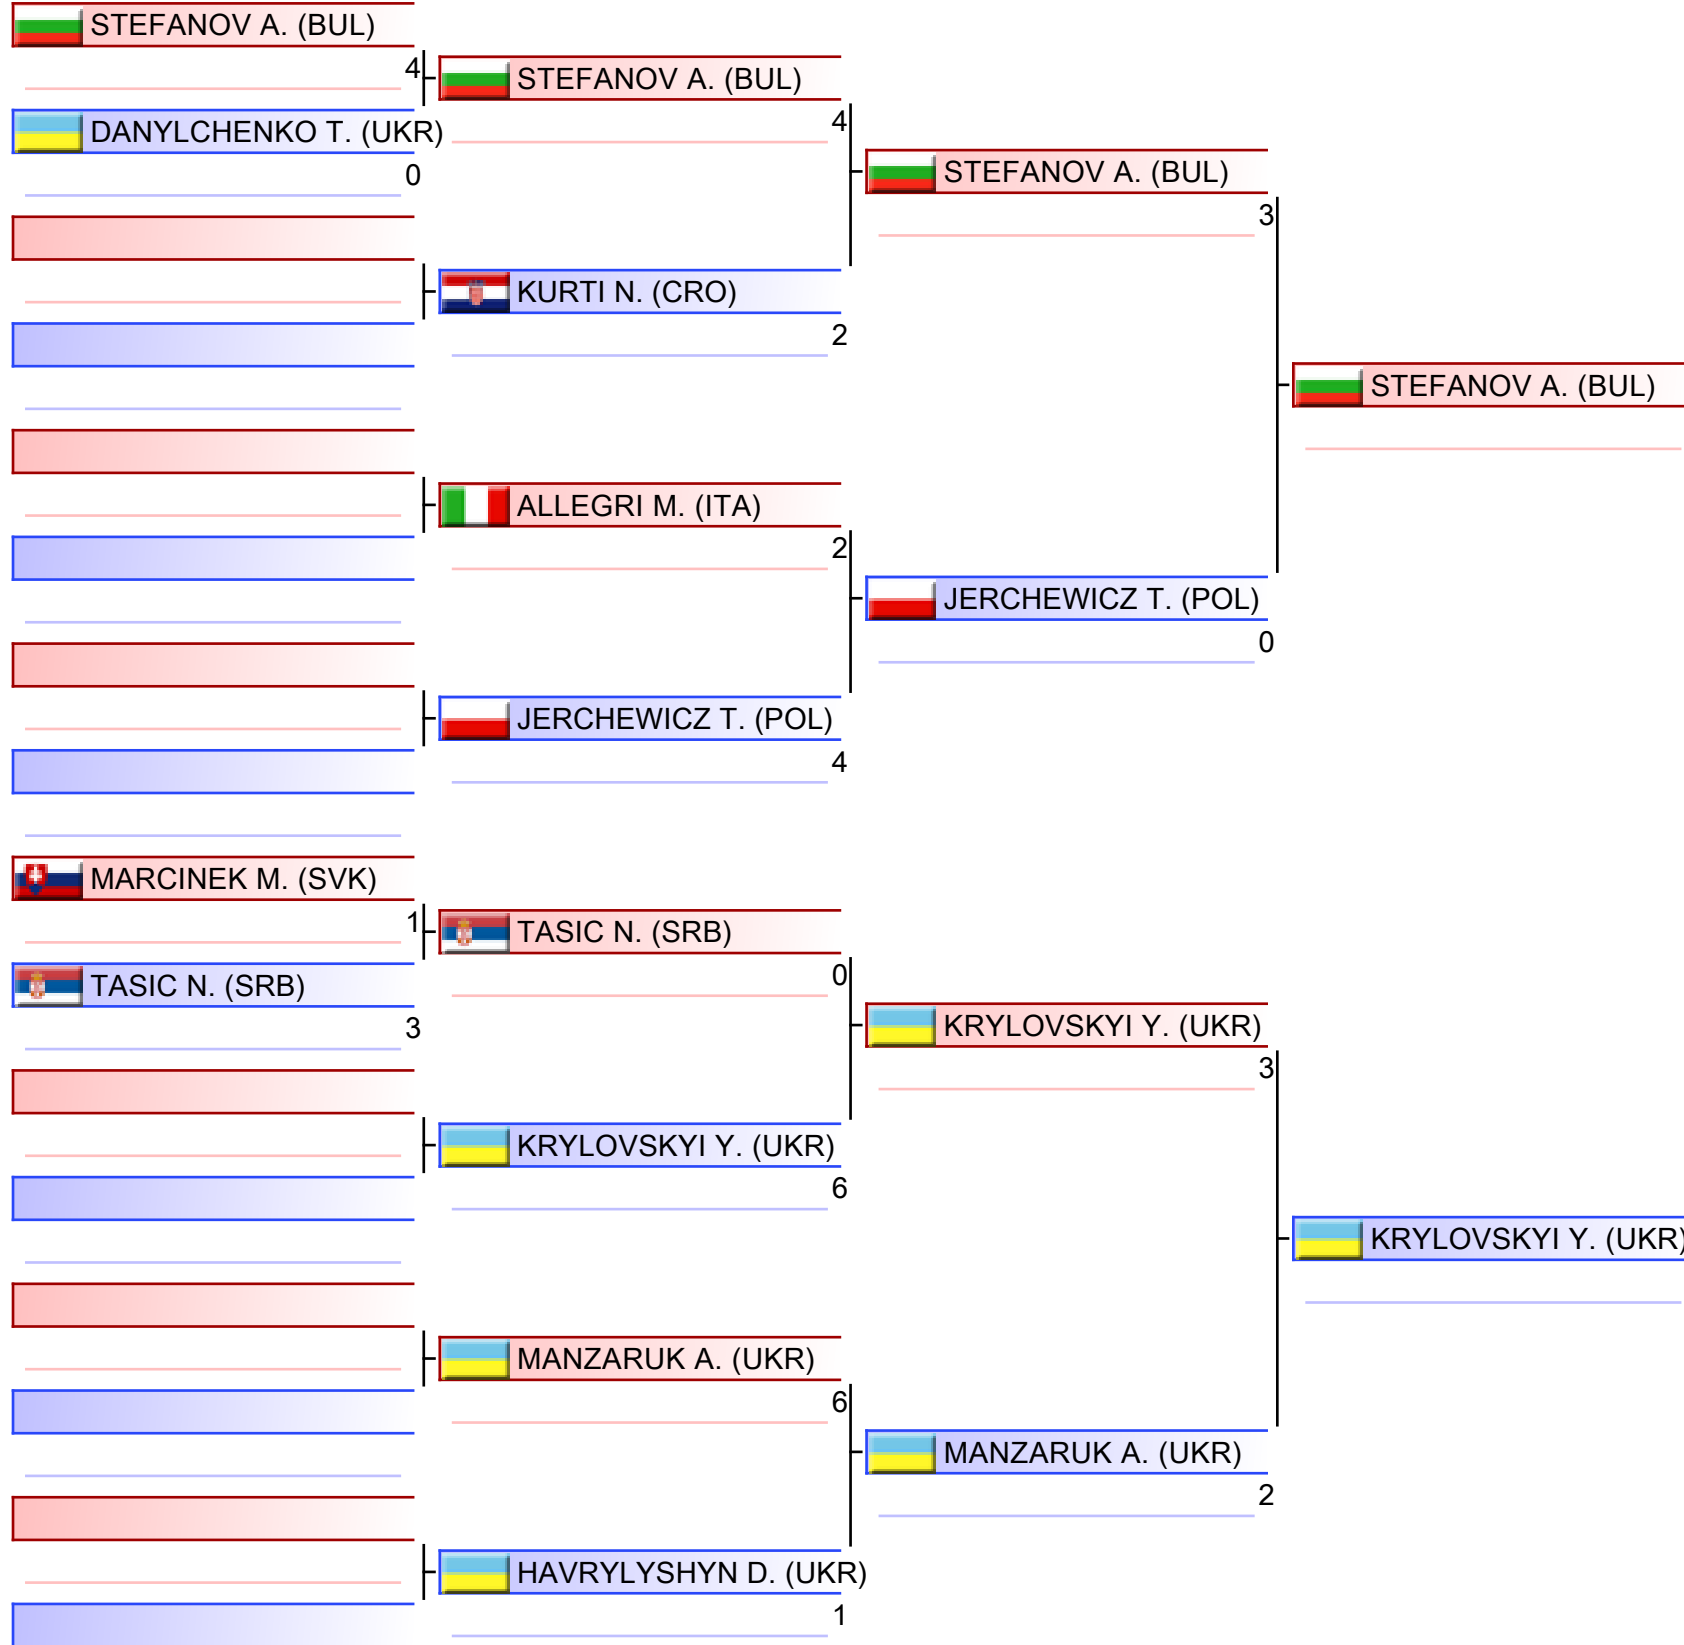 STEFANOV A. (BUL)
4
DANYLCHENKO T. (UKR)
0
MARCINEK M. (SVK)
1
TASIC N. (SRB)
3
STEFANOV A. (BUL)
4
KURTI N. (CRO)
2
ALLEGRI M. (ITA)
2
JERCHEWICZ T. (POL)
4
TASIC N. (SRB)
0
KRYLOVSKYI Y. (UKR)
6
MANZARUK A. (UKR)
6
HAVRYLYSHYN D. (UKR)
1
STEFANOV A. (BUL)
3
JERCHEWICZ T. (POL)
0
KRYLOVSKYI Y. (UKR)
3
MANZARUK A. (UKR)
2
STEFANOV A. (BUL)
KRYLOVSKYI Y. (UKR)